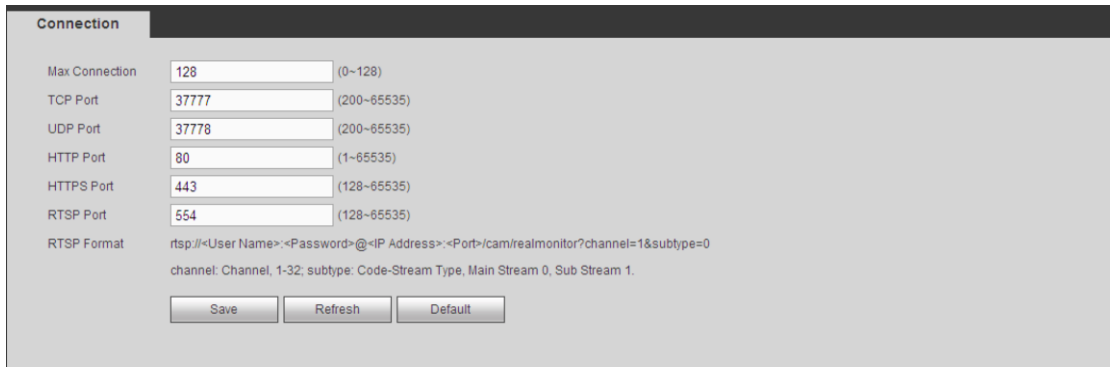 Connection
Max Connection 128 (0~128)
TCP Port 37777 (200~65535)
UDP Port 37778 (200~65535)
HTTP Port 80 (1~65535)
HTTPS Port 443 (128~65535)
RTSP Port 554 (128~65535)
RTSP Format rtsp://<User Name>:<Password>@<IP Address>:<Port>/cam/realmonitor?channel=1&subtype=0
channel: Channel, 1-32; subtype: Code-Stream Type, Main Stream 0, Sub Stream 1.
Save Refresh Default